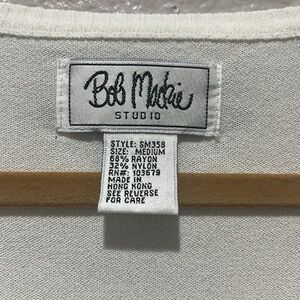 Bob Mackie
STUDIO
STYLE: SM358
SIZE: MEDIUM
68% RAYON
32% NYLON
RN#: 103679
MADE IN
HONG KONG
SEE REVERSE
FOR CARE